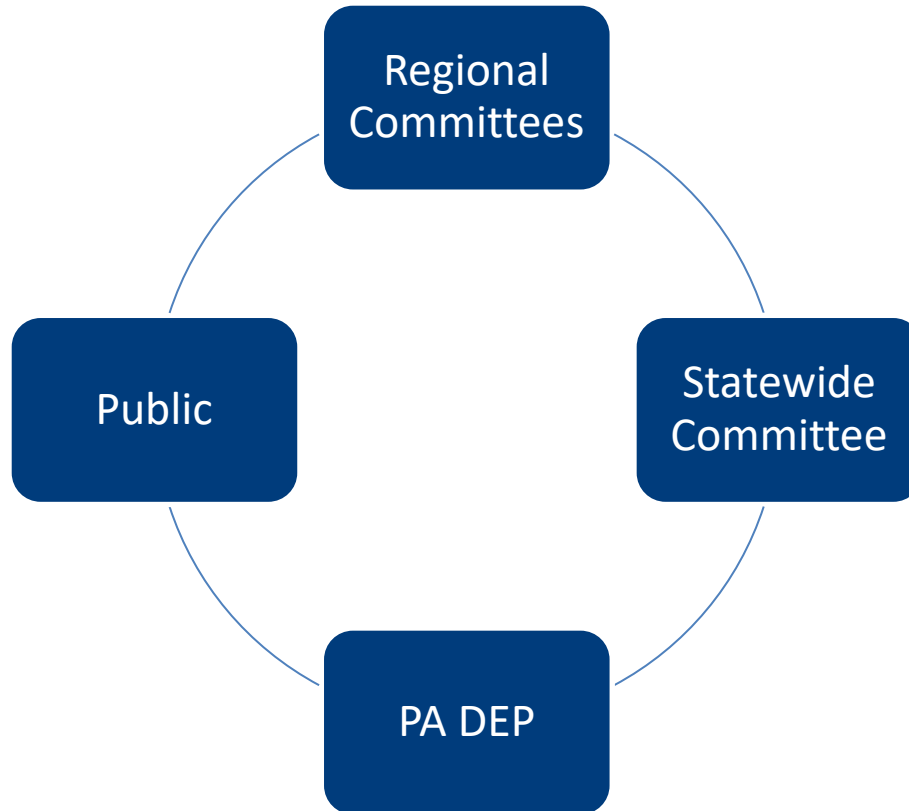 Regional
Committees
Public
Statewide
Committee
PA DEP